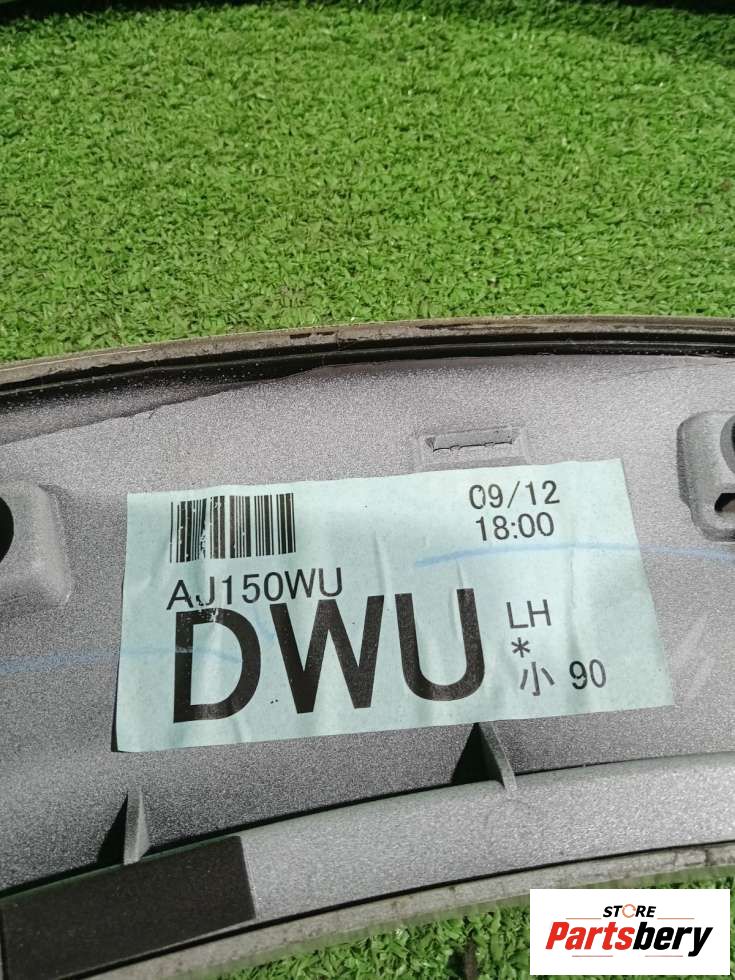 09/12
18:00
AJ150WU
DWU
LH
*
小 90
STORE
Partsbery